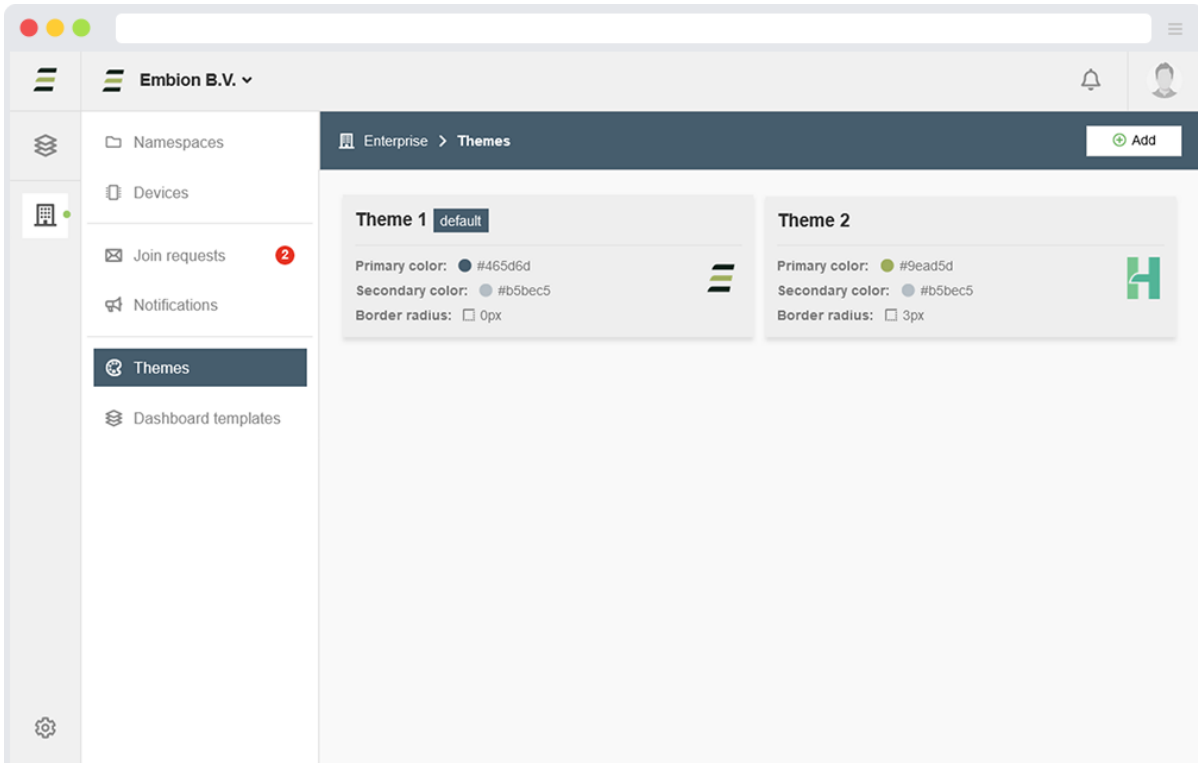 Embion B.V.
Namespaces
Devices
Join requests 2
Notifications
Themes
Dashboard templates
Enterprise > Themes
Add
Theme 1 default
Primary color: #465d6d
Secondary color: #b5bec5
Border radius: 0px
Theme 2
Primary color: #9ead5d
Secondary color: #b5bec5
Border radius: 3px